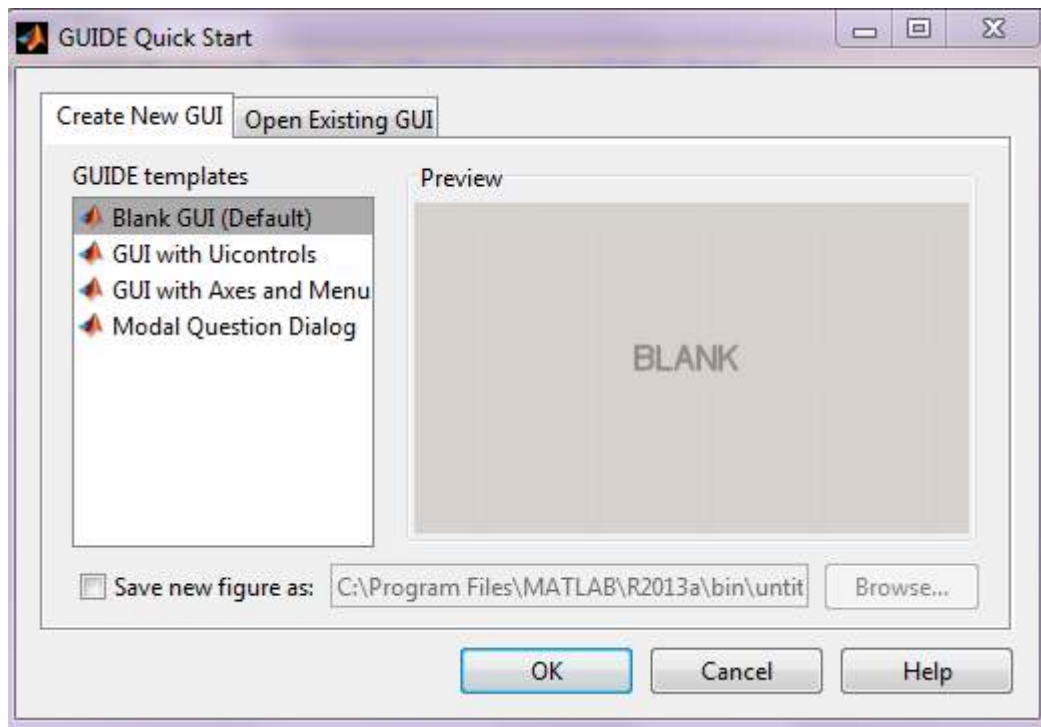 GUIDE Quick Start
Create New GUI
Open Existing GUI
GUIDE templates
Blank GUI (Default)
GUI with Uicontrols
GUI with Axes and Menu
Modal Question Dialog
Preview
BLANK
Save new figure as:
C:\Program Files\MATLAB\R2013a\bin\untit
Browse...
OK
Cancel
Help